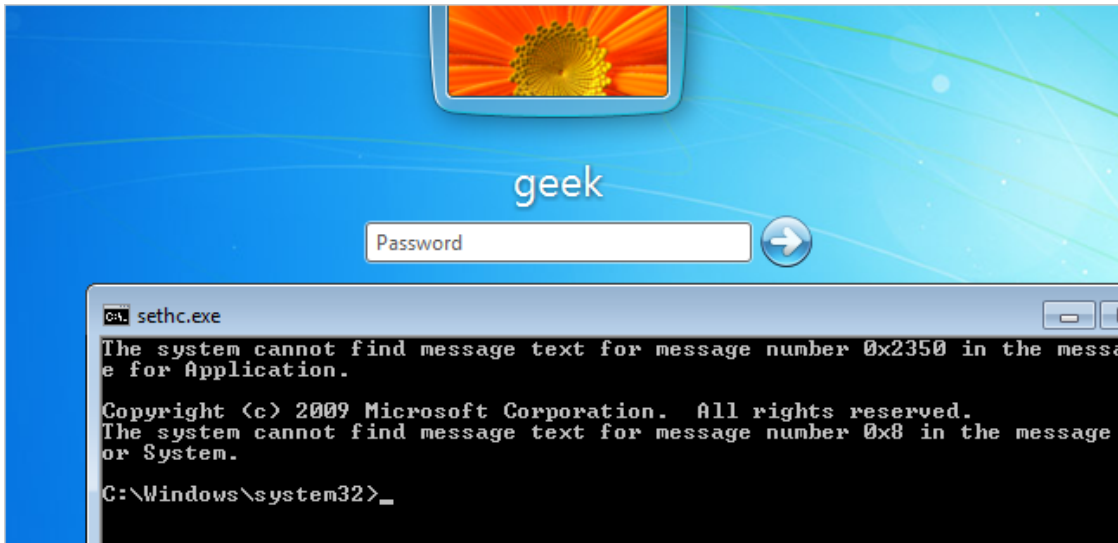 geek
Password
sethc.exe
The system cannot find message text for message number 0x2350 in the
e for Application.
Copyright (c) 2009 Microsoft Corporation.  All rights reserved.
The system cannot find message text for message number 0x8 in the message
or System.
C:\Windows\system32>_